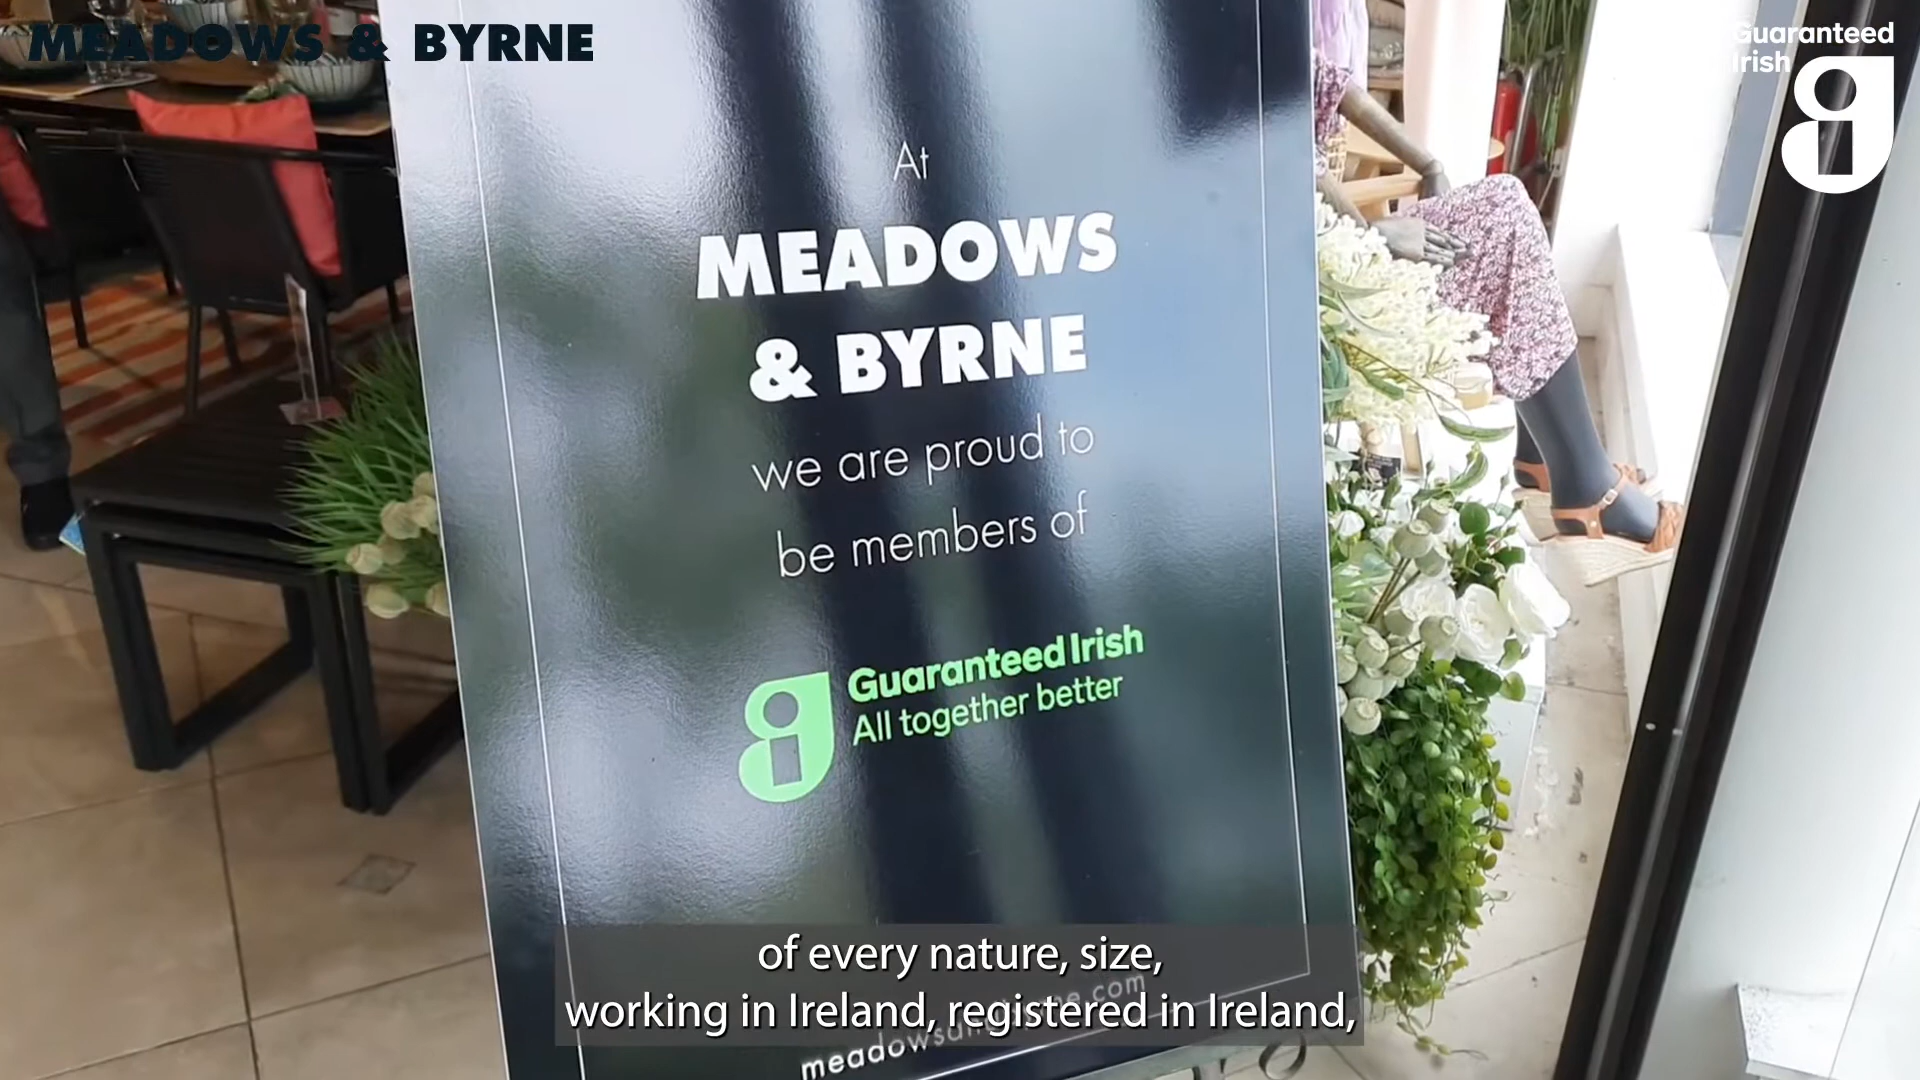 MEADOWS & BYRNE
Guaranteed
Irish
At
MEADOWS
& BYRNE
we are proud to
be members of
Guaranteed Irish
All together better
of every nature, size,
working in Ireland, registered in Ireland,